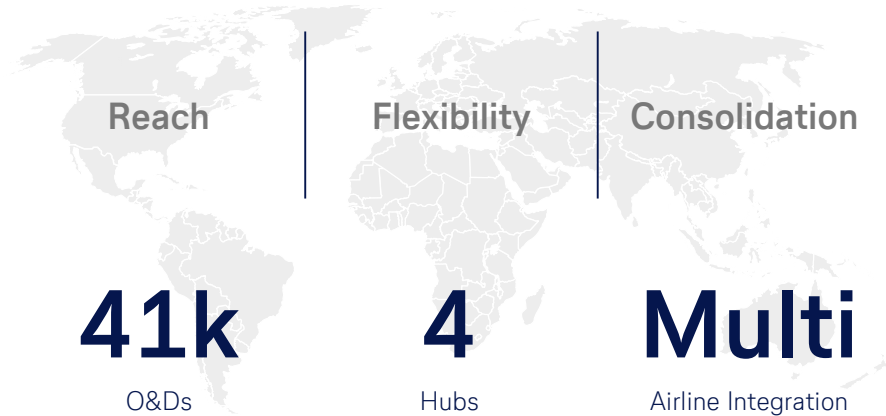 Reach
Flexibility
Consolidation
41k
4
Multi
O&Ds
Hubs
Airline Integration